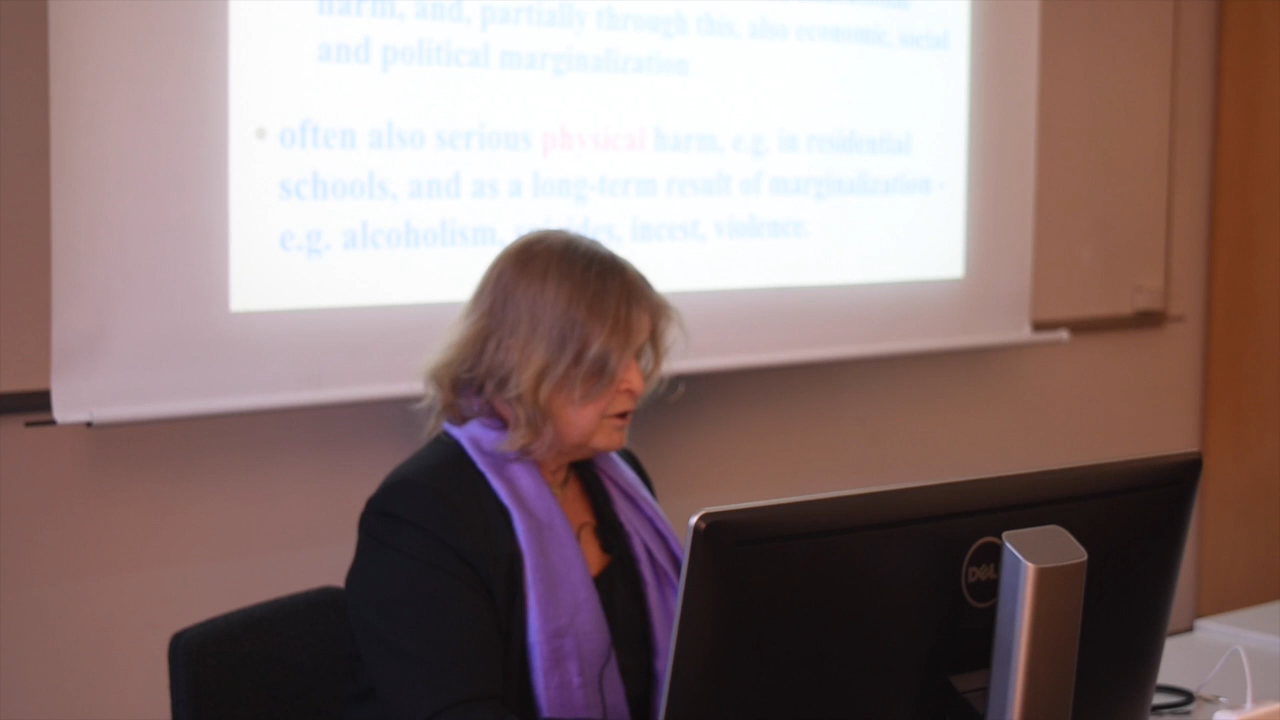 harm, and, partially through this, also economic, social
and political marginalization
• often also serious physical harm, e.g. in residential
schools, and as a long-term result of marginalization -
e.g. alcoholism, suicides, incest, violence.
DELL